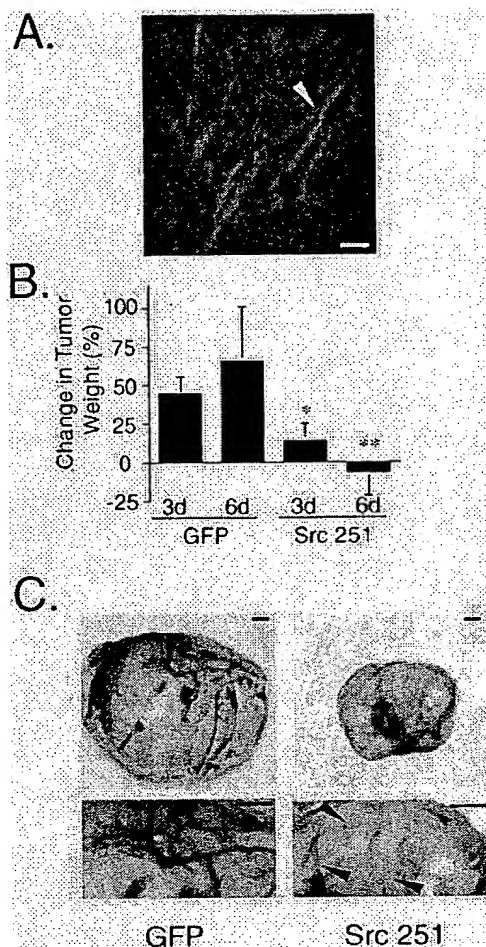 A.
B.
Change in Tumor
Weight (%)
100
75
50
25
0
-25
*
**
3d 6d 3d 6d
GFP Src 251
C.
GFP Src 251